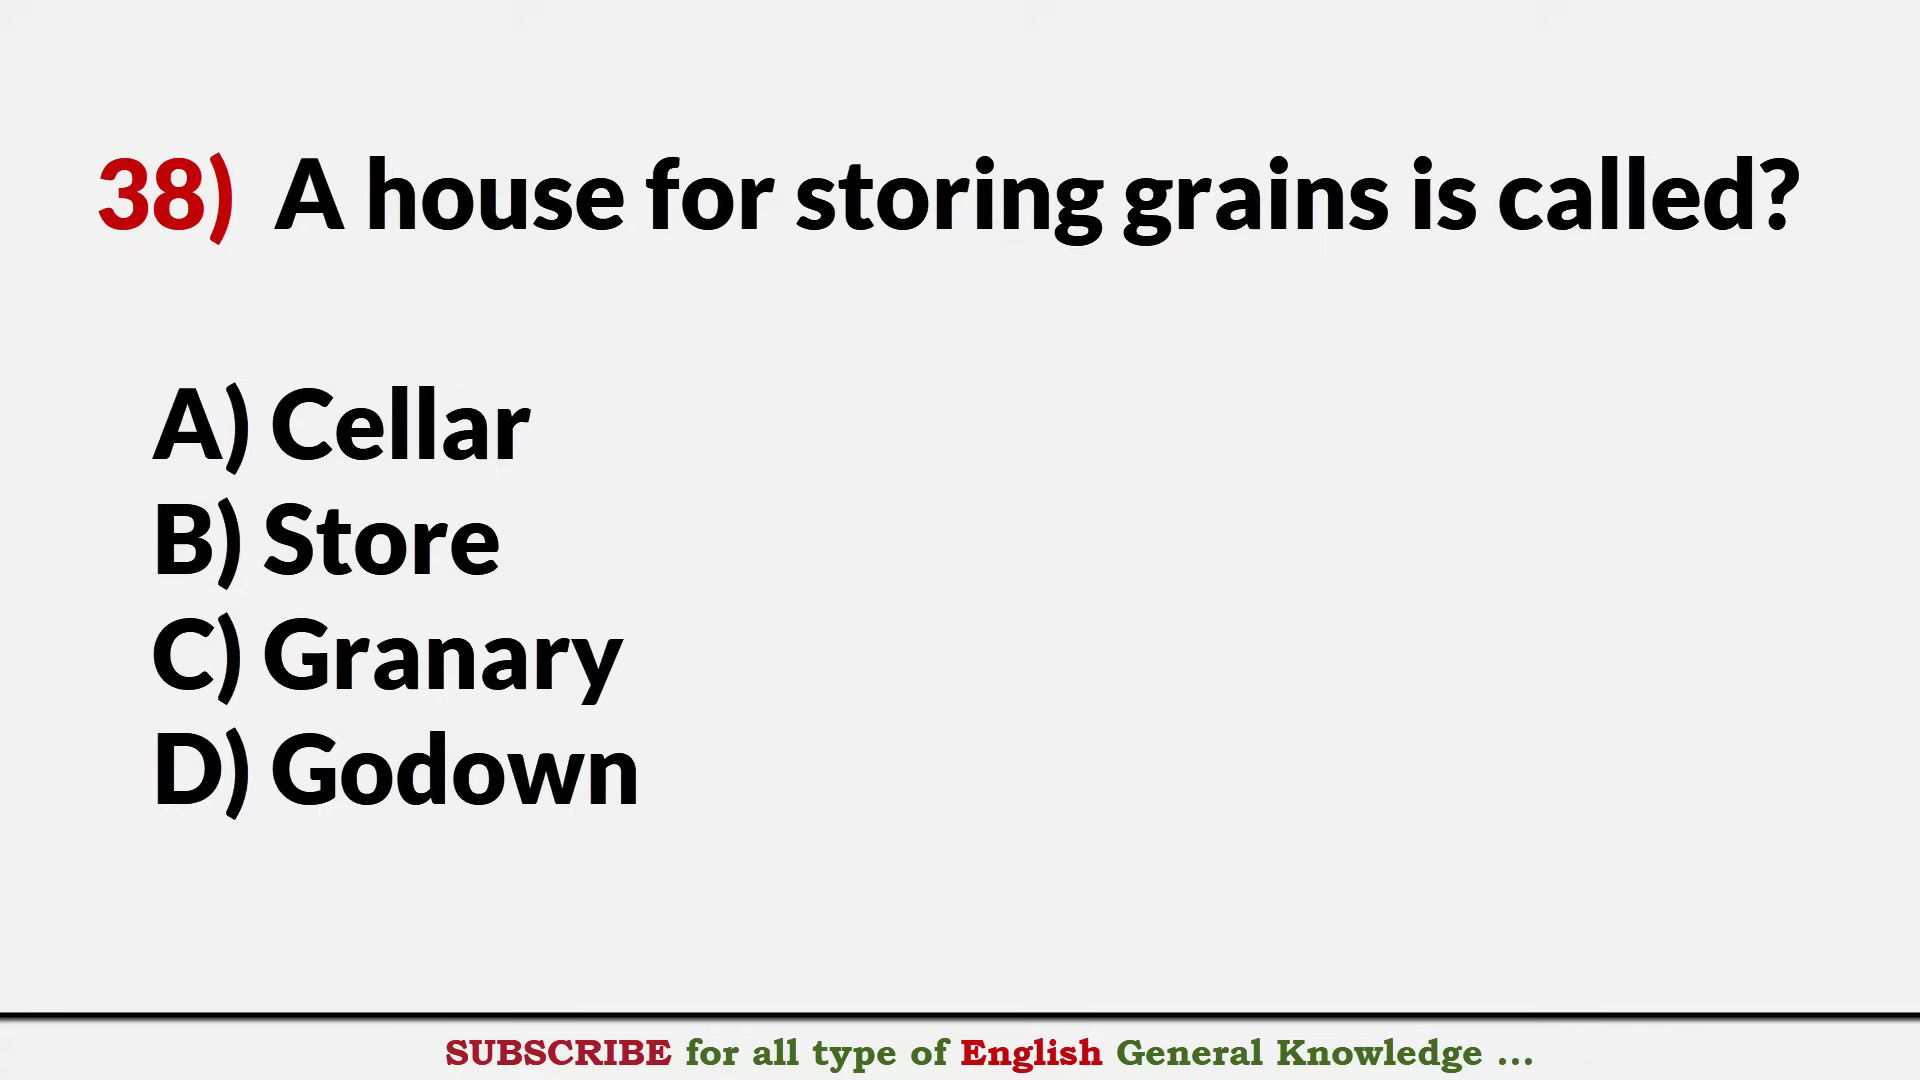 38) A house for storing grains is called?
A) Cellar
B) Store
C) Granary
D) Godown
SUBSCRIBE for all type of English General Knowledge ...